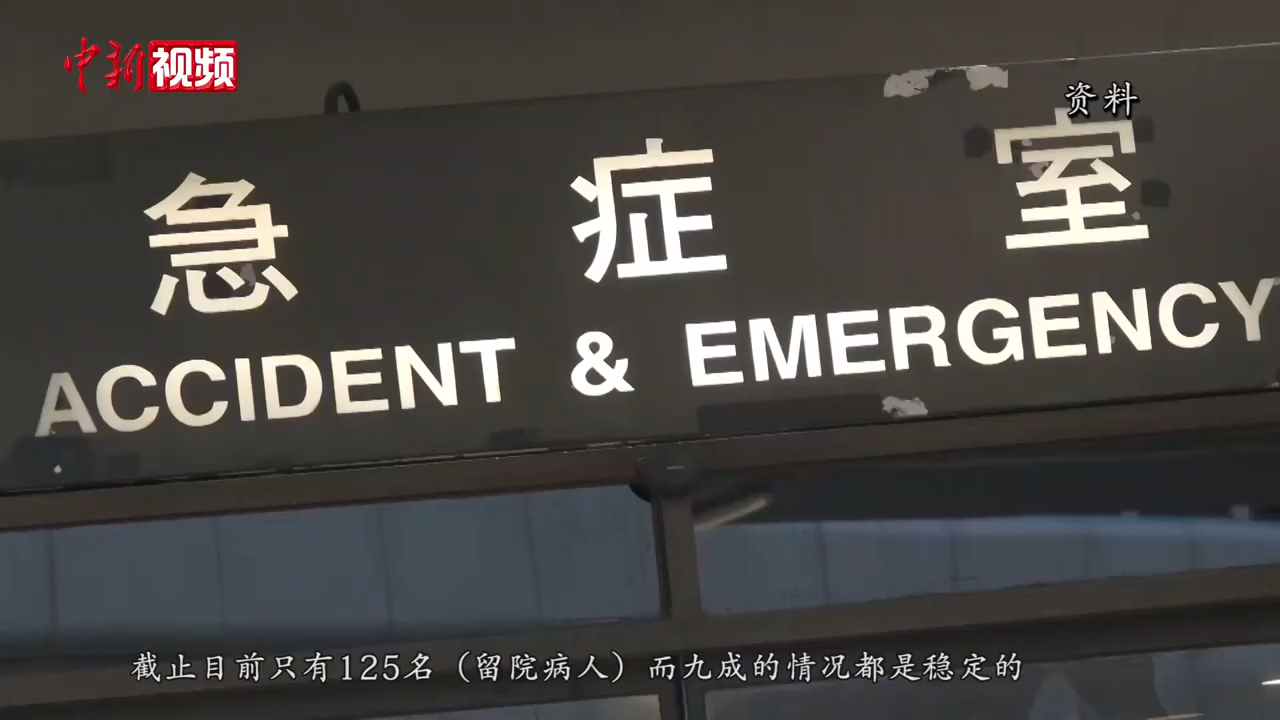 中新视频
资料
急症室
ACCIDENT & EMERGENCY
截止目前只有125名（留院病人）而九成的情况都是稳定的